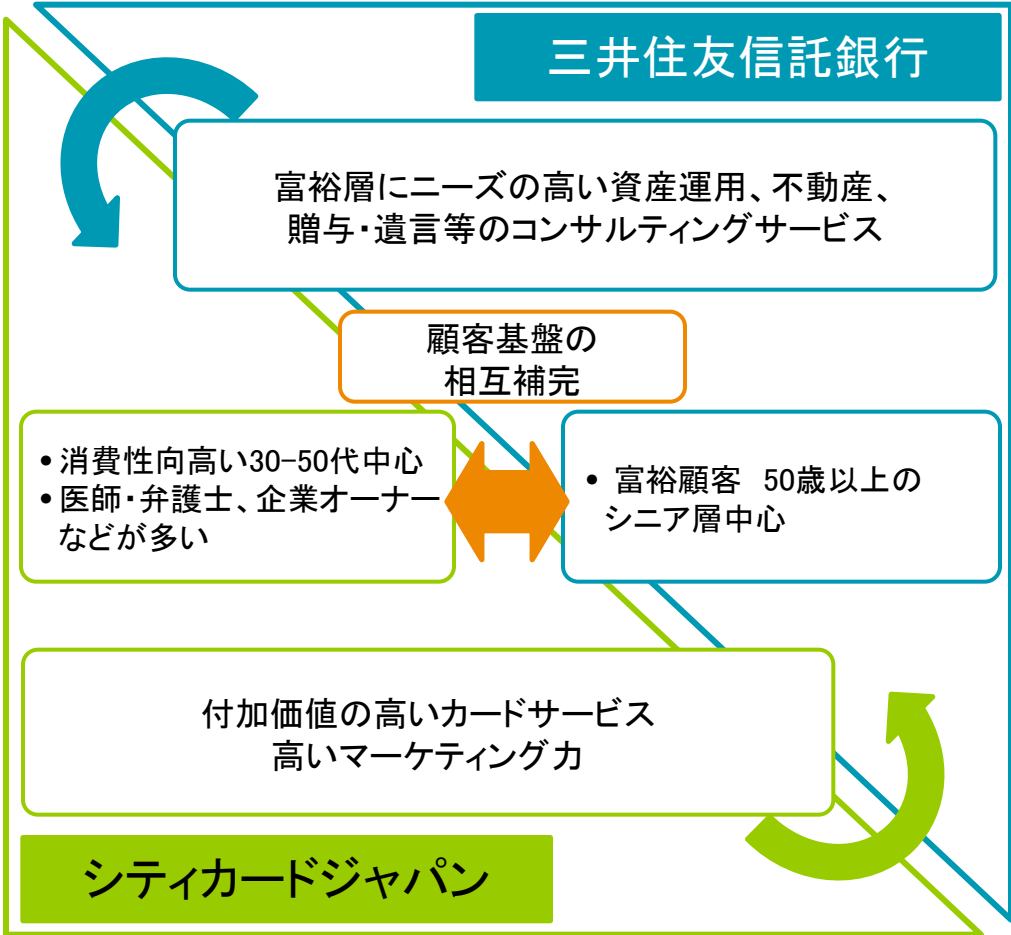 三井住友信託銀行
富裕層にニーズの高い資産運用、不動産、
贈与・遺言等のコンサルティングサービス
顧客基盤の
相互補完
• 消費性向高い30-50代中心
• 医師・弁護士、企業オーナー
などが多い
• 富裕顧客　50歳以上の
シニア層中心
付加価値の高いカードサービス
高いマーケティング力
シティカードジャパン